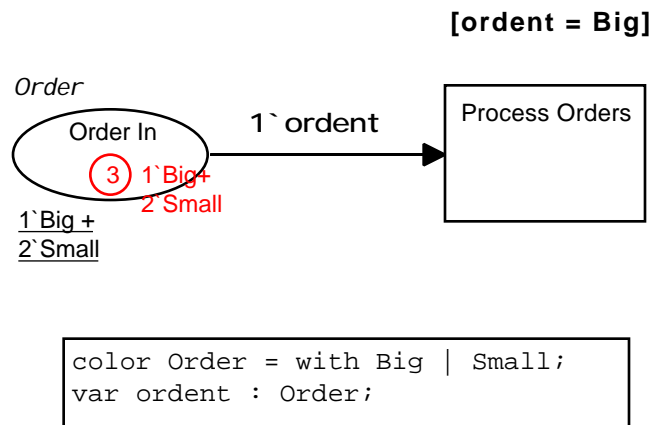 [ordent = Big]
Order
Order In
1`ordent
Process Orders
3
1`Big+
2`Small
1`Big +
2`Small
color Order = with Big | Small;
var ordent : Order;